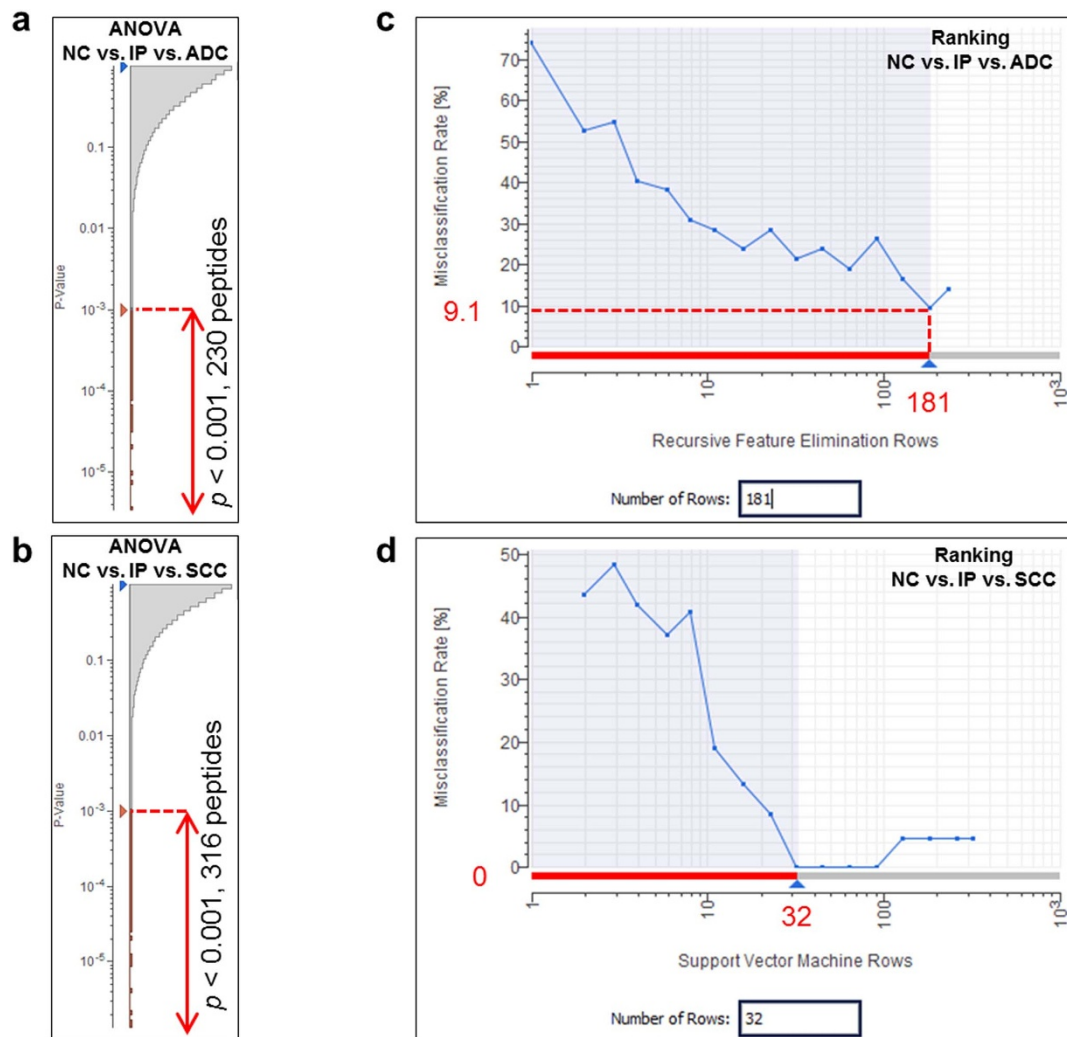 a
ANOVA
NC vs. IP vs. ADC
0.1
0.01
10-3
10-4
10-5
P-Value
p < 0.001, 230 peptides
b
ANOVA
NC vs. IP vs. SCC
0.1
0.01
10-3
10-4
10-5
P-Value
p < 0.001, 316 peptides
c
Ranking
NC vs. IP vs. ADC
Misclassification Rate [%]
70
60
50
40
30
20
10
0
9.1
1
10
100
103
181
Recursive Feature Elimination Rows
Number of Rows: 181
d
Ranking
NC vs. IP vs. SCC
Misclassification Rate [%]
50
40
30
20
10
0
0
1
10
100
103
32
Support Vector Machine Rows
Number of Rows: 32